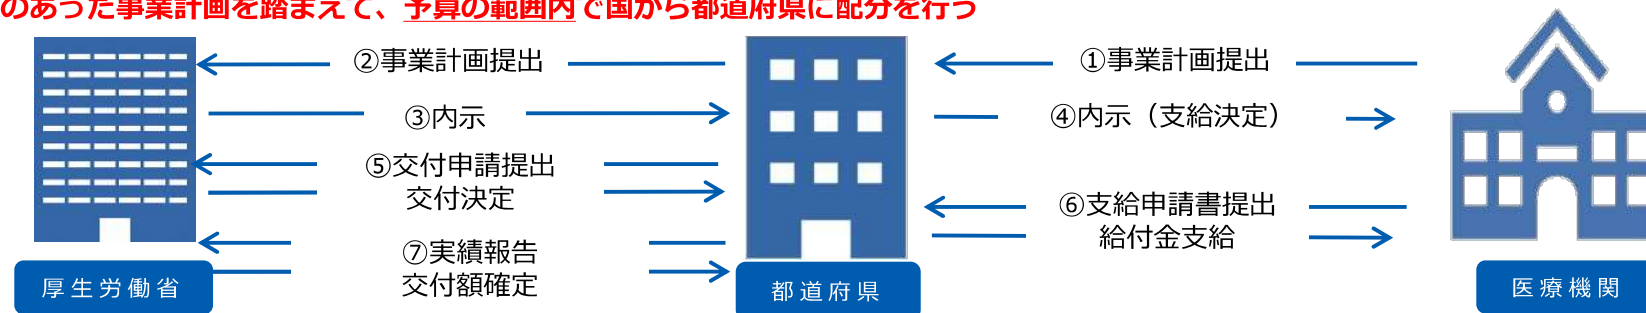 のあった事業計画を踏まえて、予算の範囲内で国から都道府県に配分を行う
②事業計画提出
①事業計画提出
③内示
④内示（支給決定）
⑤交付申請提出
交付決定
⑥支給申請書提出
給付金支給
⑦実績報告
交付額確定
厚生労働省
都道府県
医療機関